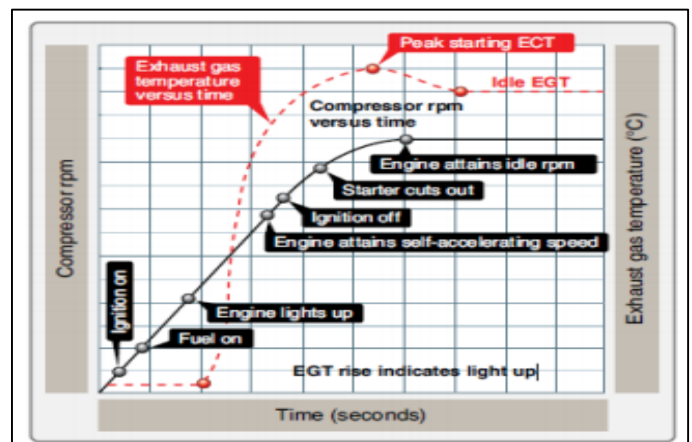 Peak starting ECT
Exhaust gas
temperature
versus time
Idle EGT
Compressor rpm
versus time
Engine attains idle rpm
Starter cuts out
Ignition off
Engine attains self-accelerating speed
Engine lights up
Fuel on
Ignition on
EGT rise indicates light up
Compressor rpm
Exhaust gas temperature (°C)
Time (seconds)